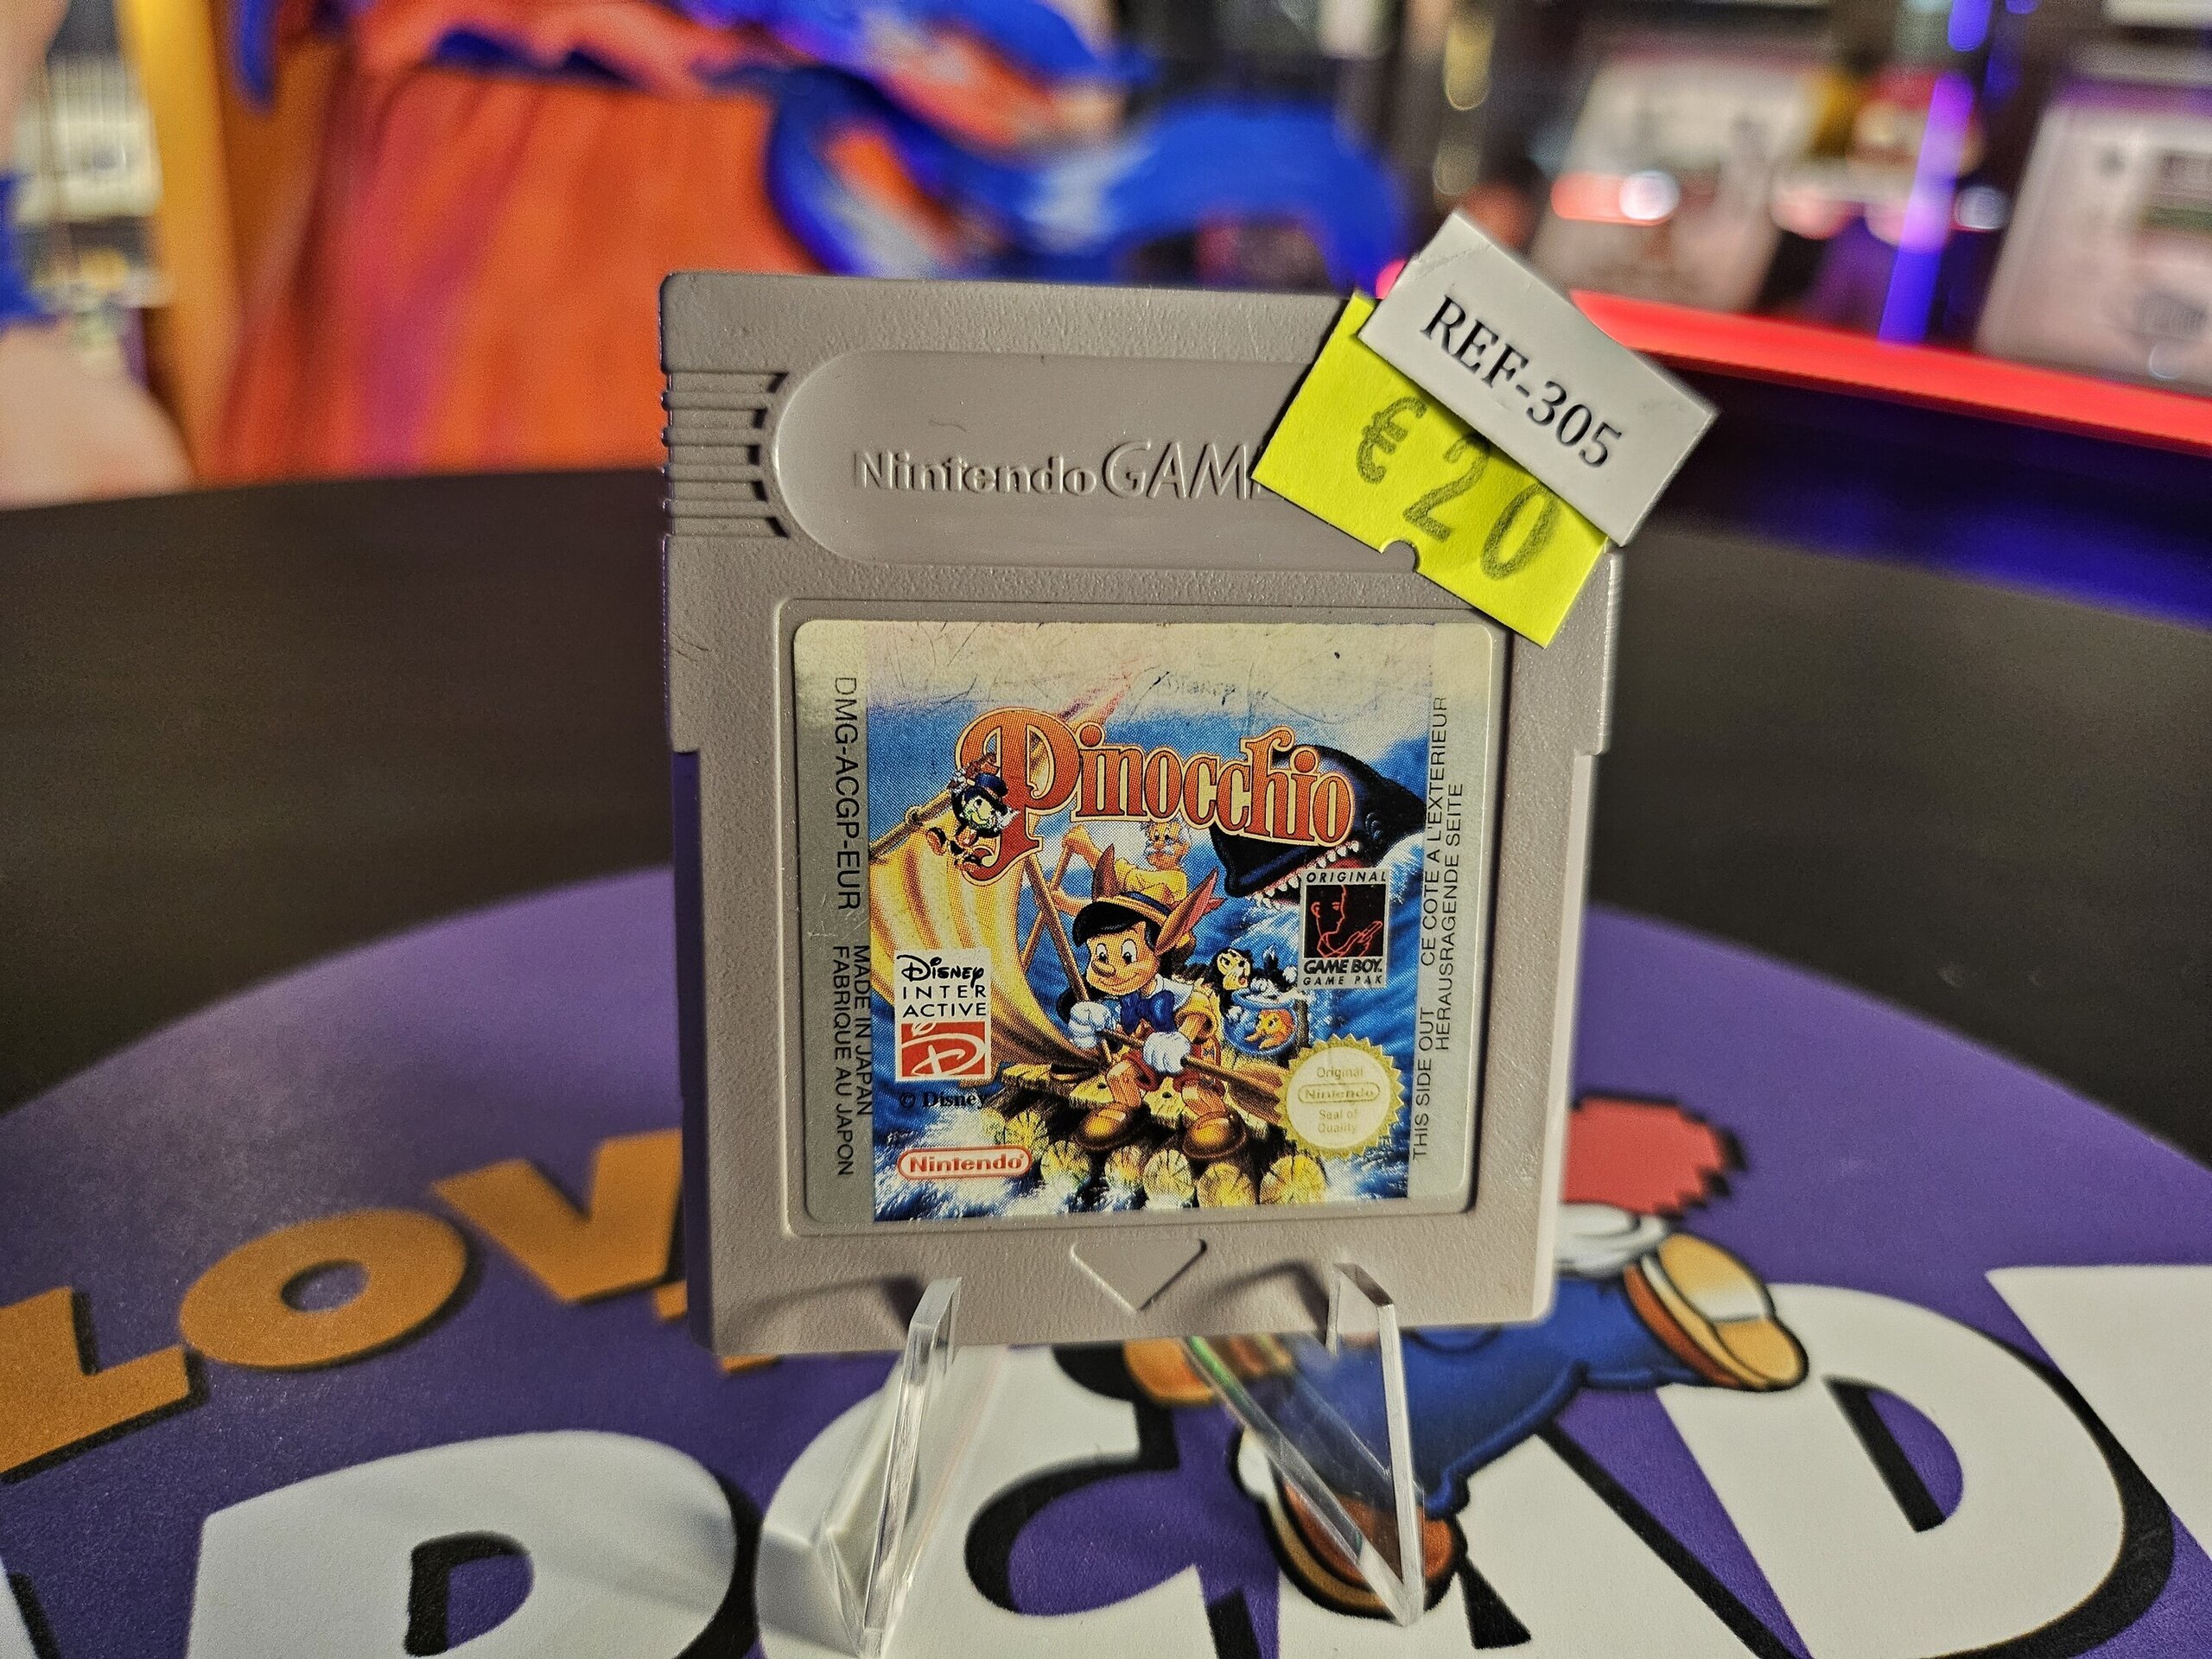 REF-305
€20
Nintendo GAME
Disney
Pinocchio
DMG-ACGP-EUR
MADE IN JAPAN
FABRIQUE AU JAPON
ORIGINAL
GAME BOY
GAME PAK
DISNEY
INTER
ACTIVE
© Disney
Nintendo
Original
Nintendo
Seal of
Quality
THIS SIDE OUT CE COTE A L'EXTERIEUR
HERAUSRAGENDE SEITE
LOV